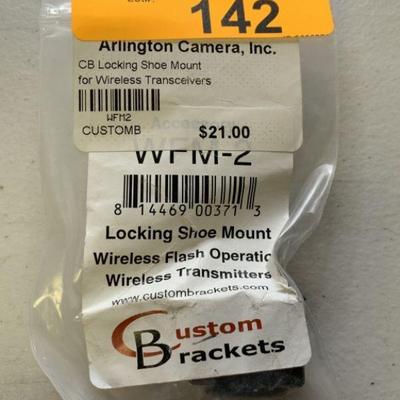 142
Arlington Camera, Inc.
CB Locking Shoe Mount
for Wireless Transceivers
WFM2
CUSTOMB $21.00
WFM-2
8 14469 00371 3
Locking Shoe Mount
Wireless Flash Operatio
Wireless Transmitters
www.custombrackets.com
Custom
Brackets